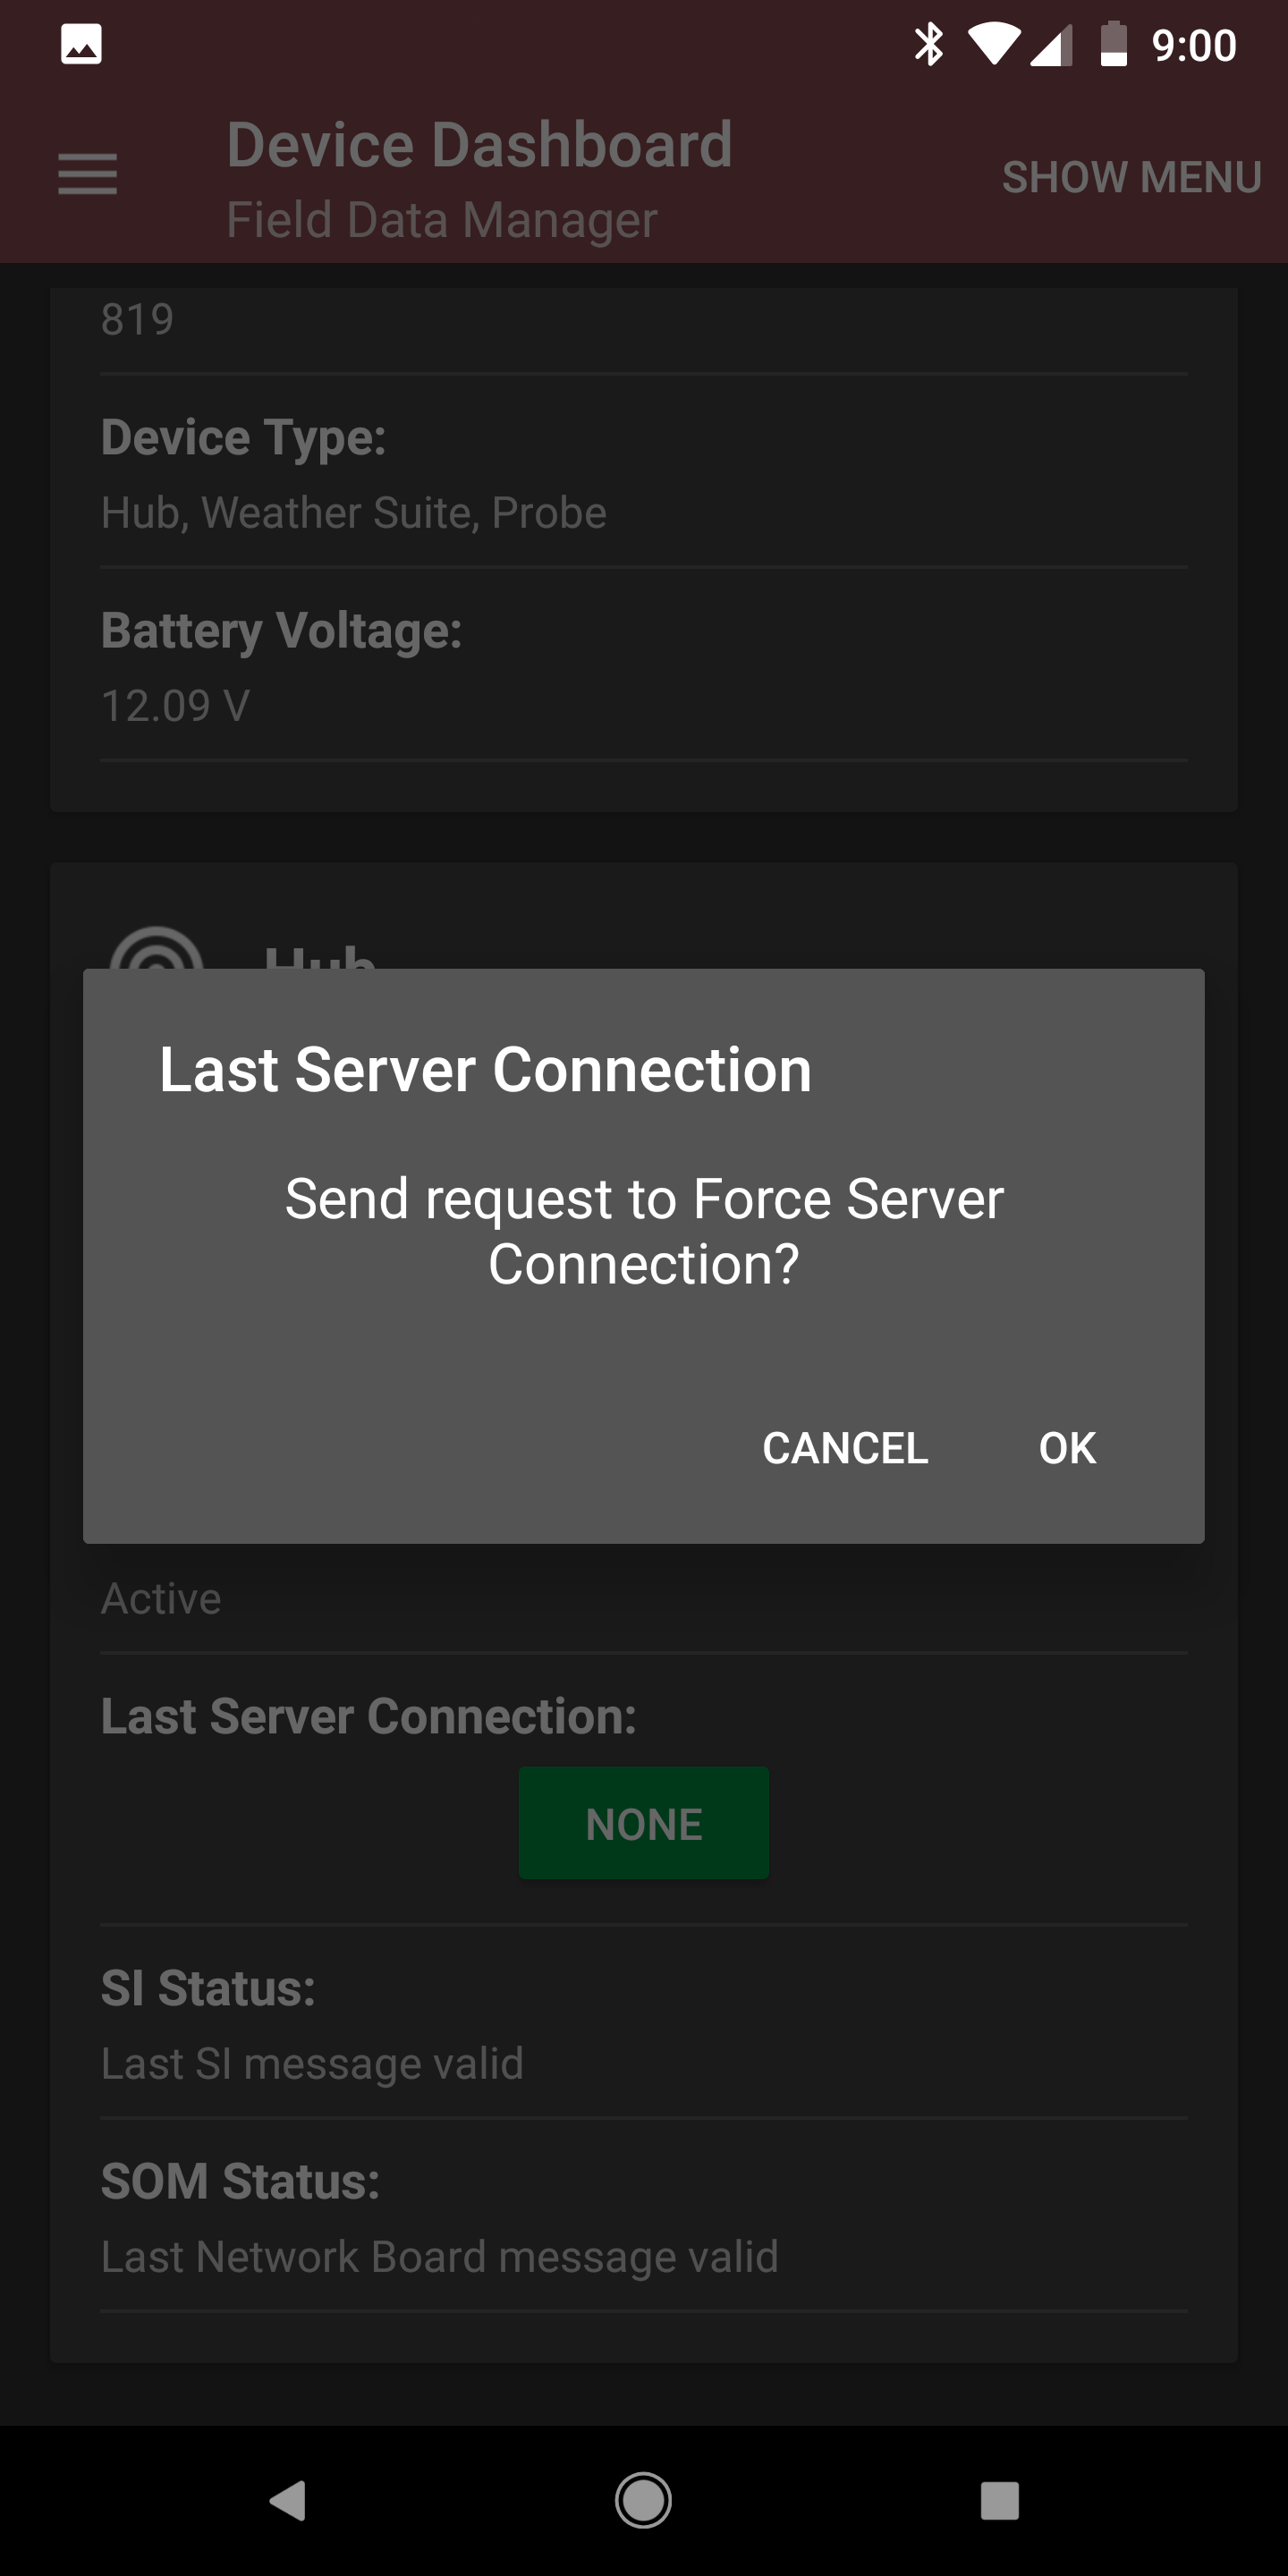 9:00
Device Dashboard
SHOW MENU
Field Data Manager
819
Device Type:
Hub, Weather Suite, Probe
Battery Voltage:
12.09 V
Hub
Last Server Connection
Send request to Force Server
Connection?
CANCEL OK
Active
Last Server Connection:
NONE
SI Status:
Last SI message valid
SOM Status:
Last Network Board message valid